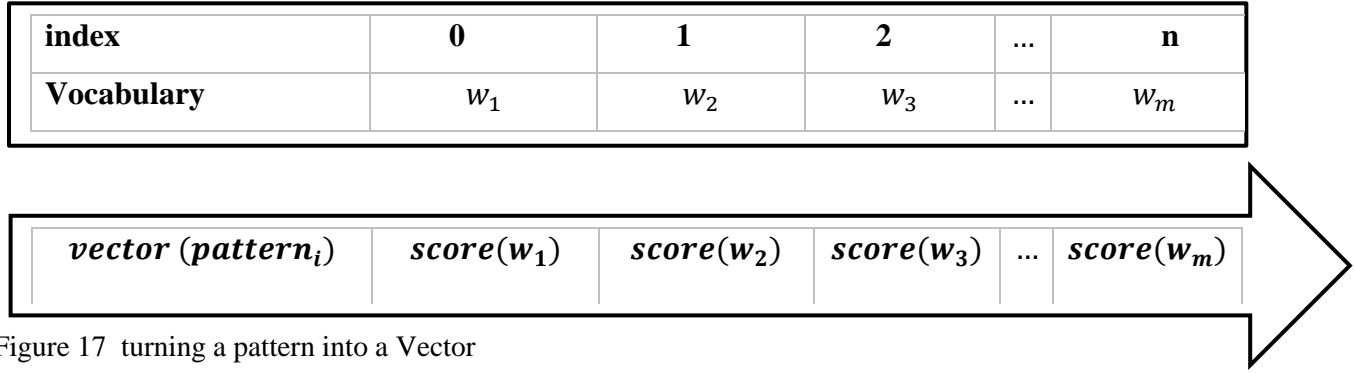 index 0 1 2 ... n
Vocabulary w₁ w₂ w₃ ... wₘ
vector (patternᵢ) score(w₁) score(w₂) score(w₃) ... score(wₘ)
Figure 17 turning a pattern into a Vector